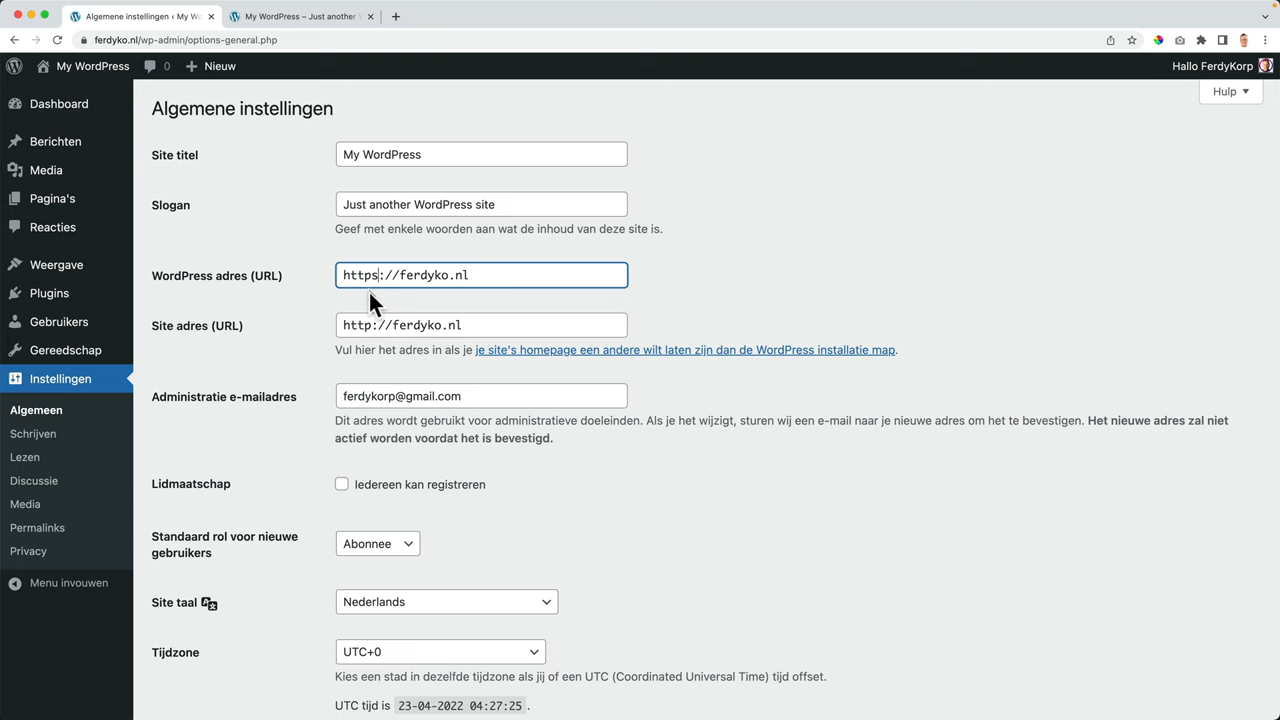 Algemene instellingen ‹ My Wo
My WordPress – Just another
ferdyko.nl/wp-admin/options-general.php
My WordPress
0
Nieuw
Hallo FerdyKorp
Hulp
Dashboard
Berichten
Media
Pagina's
Reacties
Weergave
Plugins
Gebruikers
Gereedschap
Instellingen
Algemeen
Schrijven
Lezen
Discussie
Media
Permalinks
Privacy
Menu invouwen
Algemene instellingen
Site titel
My WordPress
Slogan
Just another WordPress site
Geef met enkele woorden aan wat de inhoud van deze site is.
WordPress adres (URL)
https://ferdyko.nl
Site adres (URL)
http://ferdyko.nl
Vul hier het adres in als je je site's homepage een andere wilt laten zijn dan de WordPress installatie map.
Administratie e-mailadres
ferdykorp@gmail.com
Dit adres wordt gebruikt voor administratieve doeleinden. Als je het wijzigt, sturen wij een e-mail naar je nieuwe adres om het te bevestigen. Het nieuwe adres zal niet
actief worden voordat het is bevestigd.
Lidmaatschap
Iedereen kan registreren
Standaard rol voor nieuwe
gebruikers
Abonnee
Site taal
Nederlands
Tijdzone
UTC+0
Kies een stad in dezelfde tijdzone als jij of een UTC (Coordinated Universal Time) tijd offset.
UTC tijd is 23-04-2022 04:27:25.